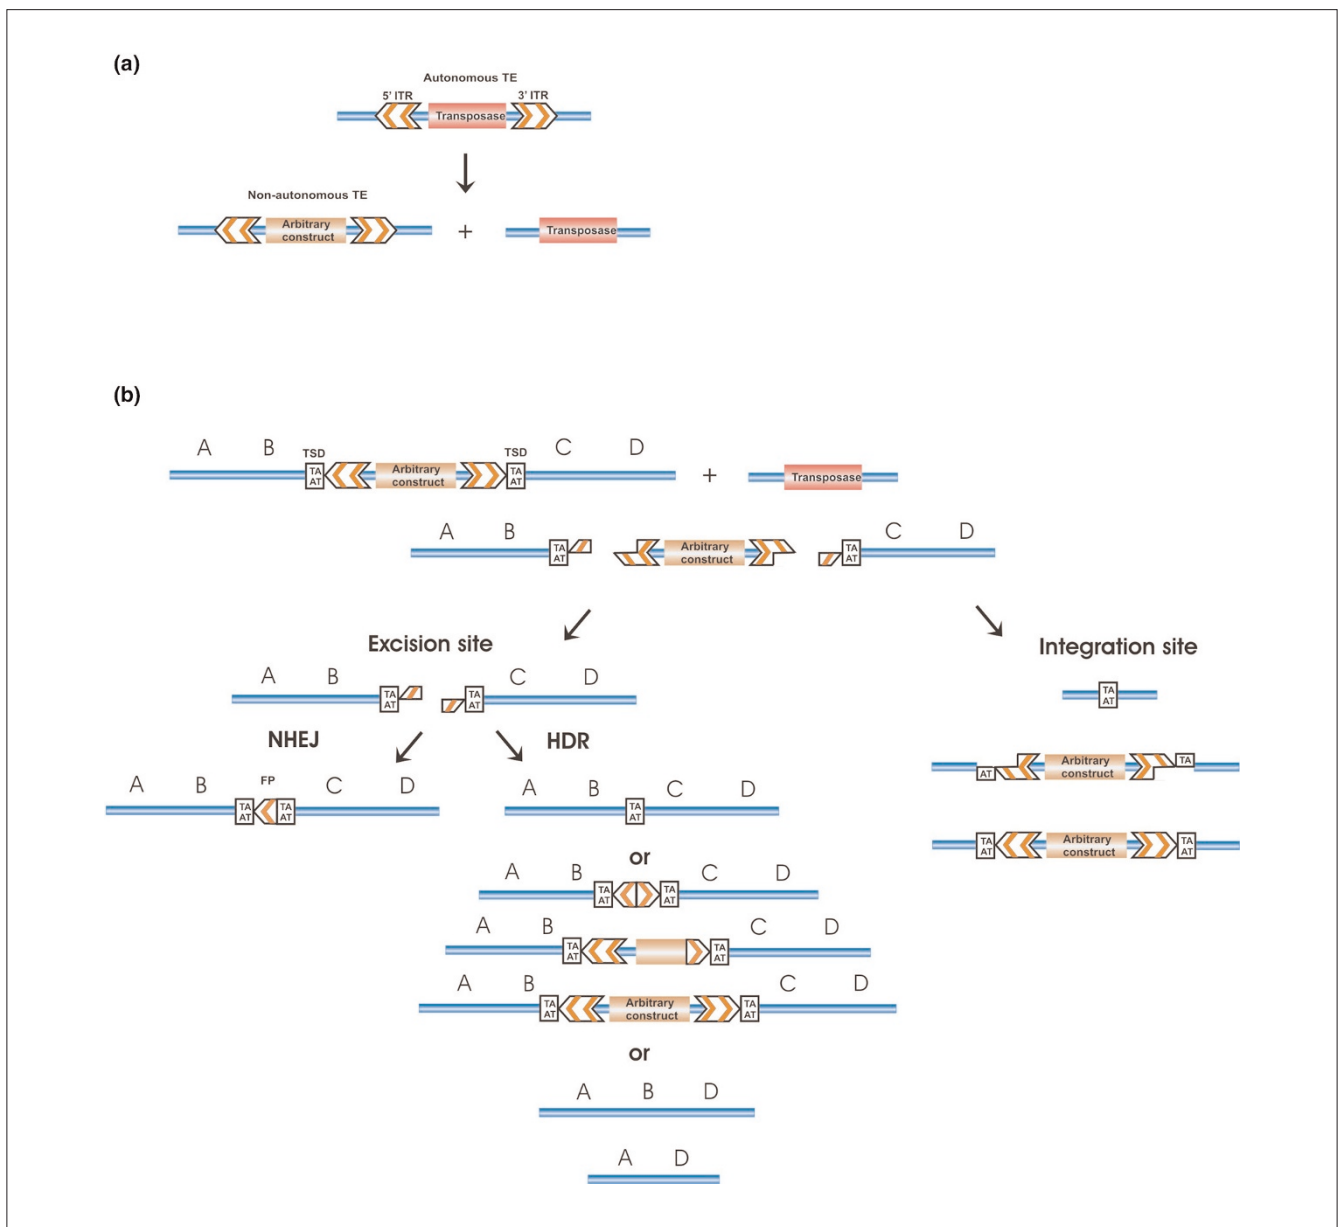 (a)
Autonomous TE
5' ITR 3' ITR
Transposase
Non-autonomous TE
Arbitrary
construct
+
Transposase
(b)
A B C D
TSD TSD
TA
AT
Arbitrary
construct
TA
AT
+
Transposase
A B C D
TA
AT
Arbitrary
construct
TA
AT
Excision site
A B C D
TA
AT
TA
AT
NHEJ
HDR
A B FP C D
TA
AT
TA
AT
A B C D
TA
AT
or
A B C D
TA
AT
TA
AT
A B C D
TA
AT
TA
AT
A B C D
TA
AT
Arbitrary
construct
TA
AT
or
A B D
A D
Integration site
TA
AT
AT
Arbitrary
construct
TA
TA
AT
Arbitrary
construct
TA
AT